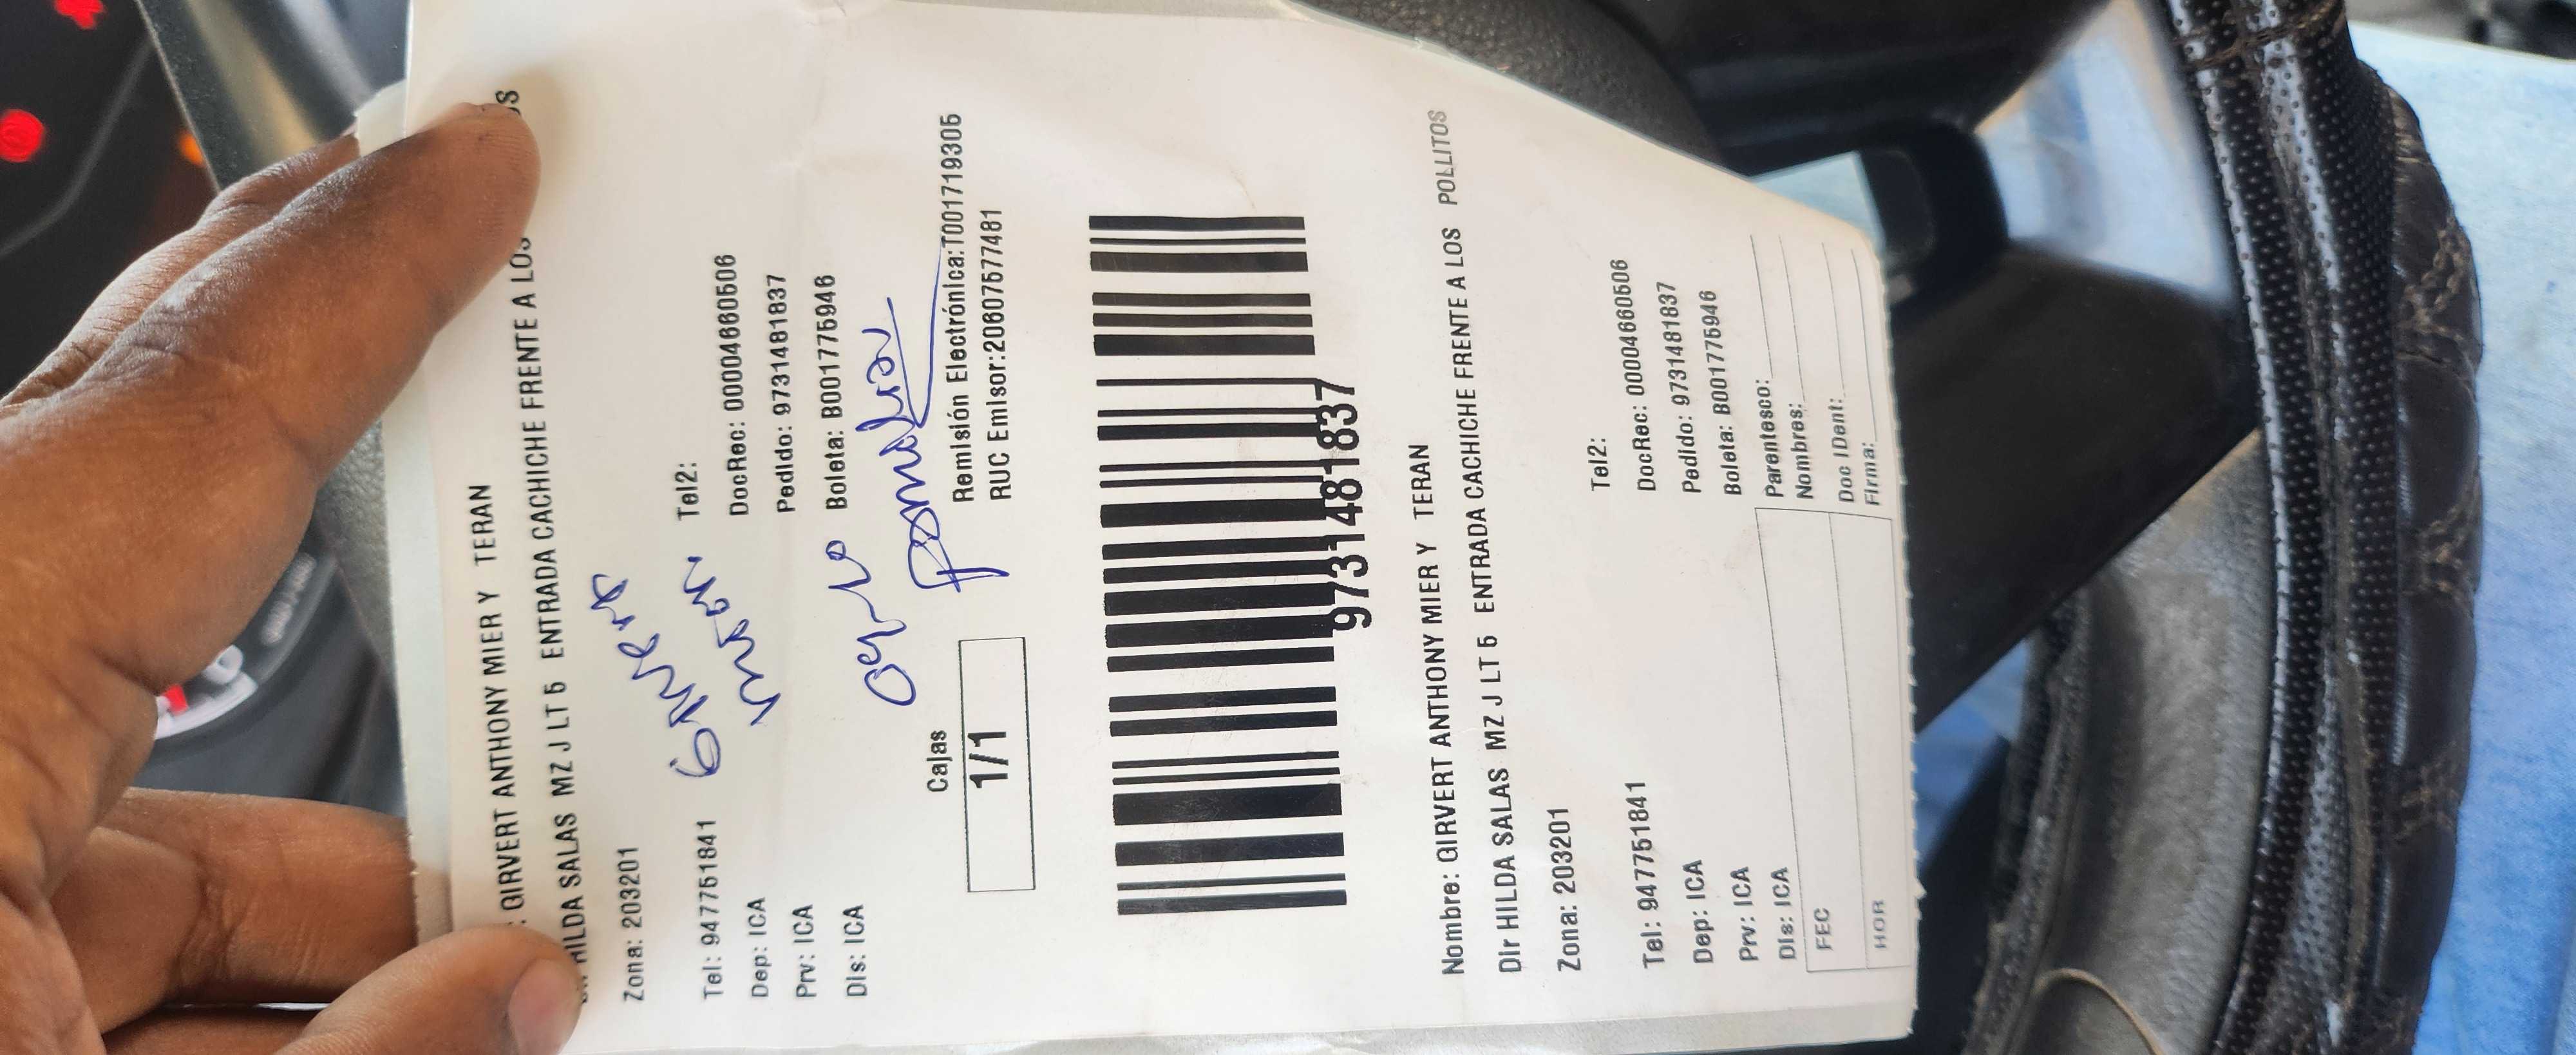 : GIRVERT ANTHONY MIER Y TERAN
HILDA SALAS MZ J LT 5 ENTRADA CACHICHE FRENTE A LOS
Zona: 203201
Tel: 947751841 Tel2:
Dep: ICA DocRec: 00004660506
Prv: ICA Pedido: 9731481837
Dis: ICA Boleta: B001775946
Cajas
1/1
Remisión Electrónica:T001719305
RUC Emisor:20607577481
9731481837
Nombre: GIRVERT ANTHONY MIER Y TERAN
Dir HILDA SALAS MZ J LT 5 ENTRADA CACHICHE FRENTE A LOS POLLITOS
Zona: 203201
Tel: 947751841 Tel2:
Dep: ICA DocRec: 00004660506
Prv: ICA Pedido: 9731481837
Dis: ICA Boleta: B001775946
FEC Parentesco:
Nombres:
HOR Doc IDent:
Firma: